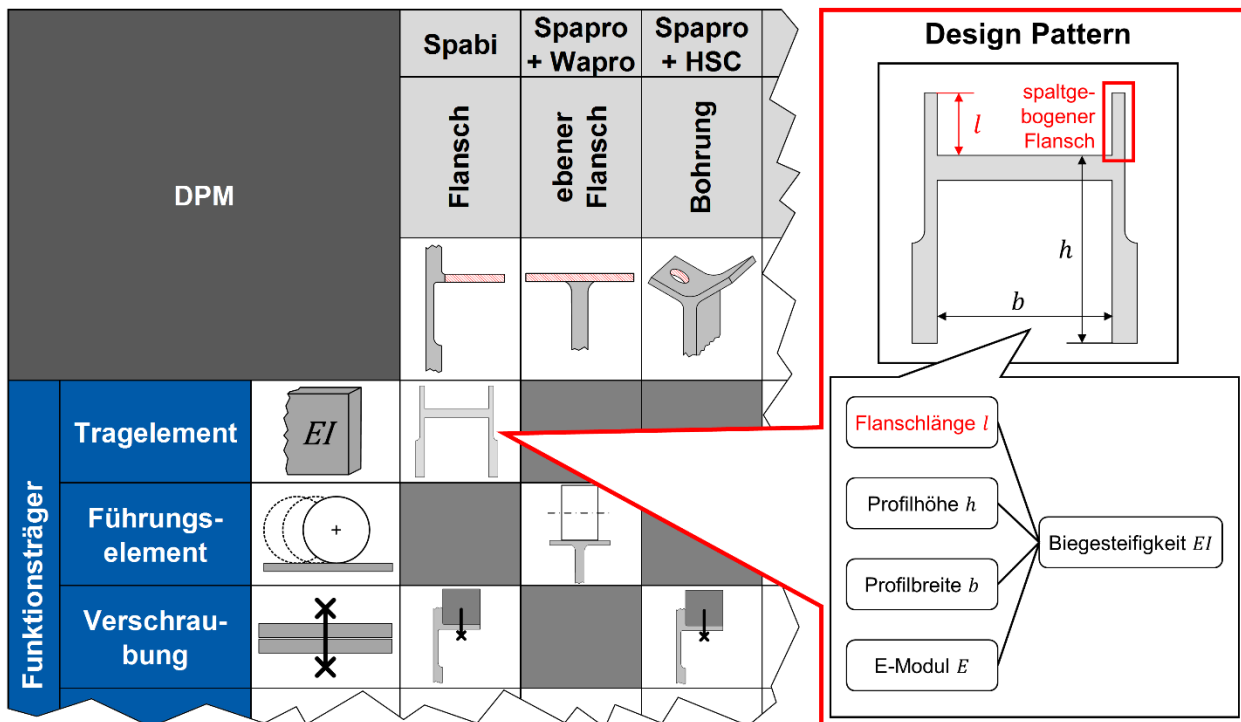 DPM
Spabi
Spapro
+ Wapro
Spapro
+ HSC
Flansch
ebener
Flansch
Bohrung
Funktionsträger
Tragelement
EI
Führungs-
element
Verschrau-
bung
Design Pattern
spaltge-
bogener
Flansch
l
h
b
Flanschlänge l
Profilhöhe h
Profilbreite b
E-Modul E
Biegesteifigkeit EI